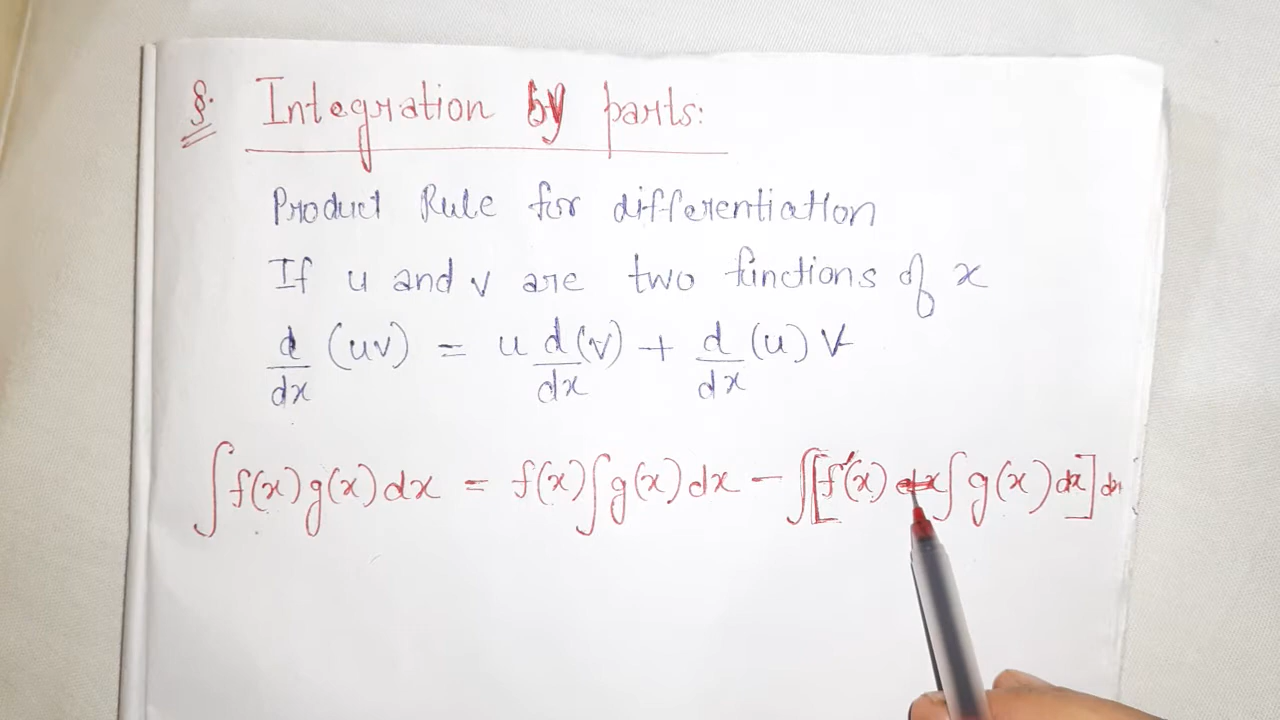 §. Integration by parts:
Product Rule for differentiation
If u and v are two functions of x
d/dx (uv) = u d(v)/dx + d/dx (u) v
∫f(x)g(x)dx = f(x)∫g(x)dx - ∫[f'(x)∫g(x)dx]dx